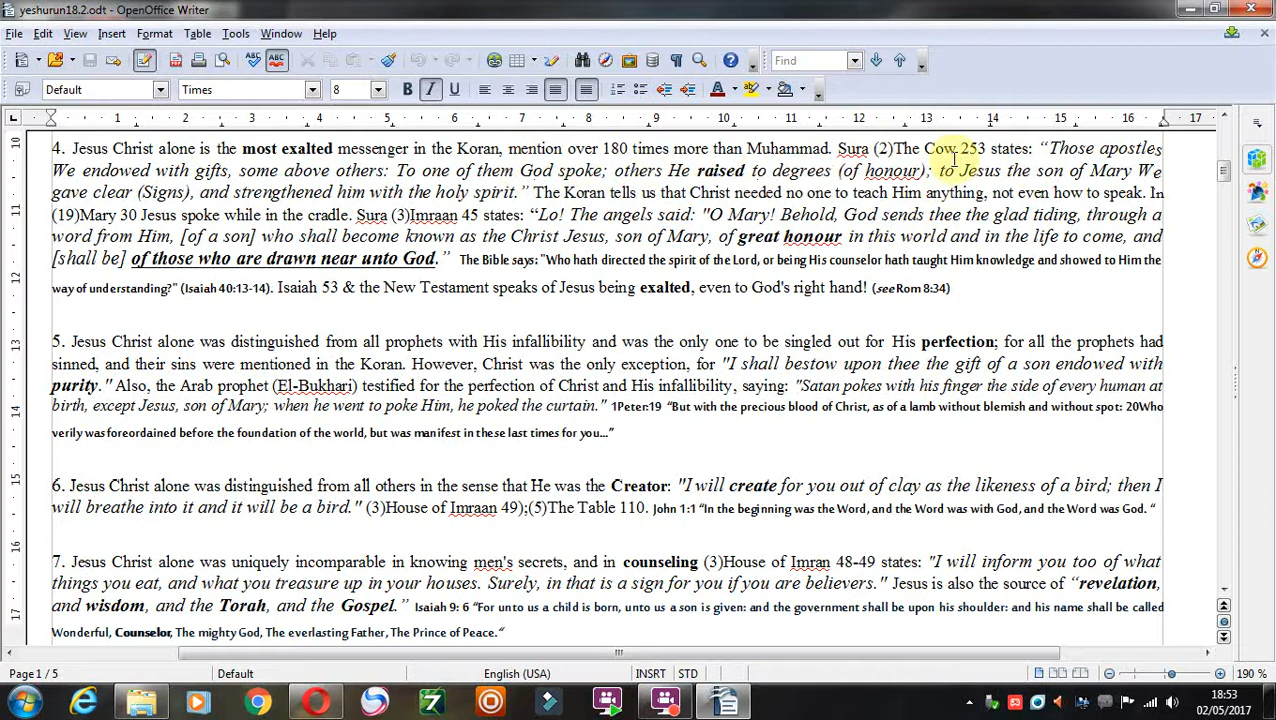 yeshurun18.2.odt - OpenOffice Writer
File Edit View Insert Format Table Tools Window Help
Find
Default Times 8
1 2 3 4 5 6 7 8 9 10 11 12 13 14 15 16 17
4. Jesus Christ alone is the most exalted messenger in the Koran, mention over 180 times more than Muhammad. Sura (2)The Cow 253 states: “Those apostles
We endowed with gifts, some above others: To one of them God spoke; others He raised to degrees (of honour); to Jesus the son of Mary We
gave clear (Signs), and strengthened him with the holy spirit.” The Koran tells us that Christ needed no one to teach Him anything, not even how to speak. In
(19)Mary 30 Jesus spoke while in the cradle. Sura (3)Imraan 45 states: “Lo! The angels said: "O Mary! Behold, God sends thee the glad tiding, through a
word from Him, [of a son] who shall become known as the Christ Jesus, son of Mary, of great honour in this world and in the life to come, and
[shall be] of those who are drawn near unto God.” The Bible says: "Who hath directed the spirit of the Lord, or being His counselor hath taught Him knowledge and showed to Him the
way of understanding?" (Isaiah 40:13-14). Isaiah 53 & the New Testament speaks of Jesus being exalted, even to God's right hand! (see Rom 8:34)
5. Jesus Christ alone was distinguished from all prophets with His infallibility and was the only one to be singled out for His perfection; for all the prophets had
sinned, and their sins were mentioned in the Koran. However, Christ was the only exception, for "I shall bestow upon thee the gift of a son endowed with
purity." Also, the Arab prophet (El-Bukhari) testified for the perfection of Christ and His infallibility, saying: "Satan pokes with his finger the side of every human at
birth, except Jesus, son of Mary; when he went to poke Him, he poked the curtain." 1Peter:19 “But with the precious blood of Christ, as of a lamb without blemish and without spot: 20Who
verily was foreordained before the foundation of the world, but was manifest in these last times for you...”
6. Jesus Christ alone was distinguished from all others in the sense that He was the Creator: "I will create for you out of clay as the likeness of a bird; then I
will breathe into it and it will be a bird." (3)House of Imraan 49);(5)The Table 110. John 1:1 “In the beginning was the Word, and the Word was with God, and the Word was God. “
7. Jesus Christ alone was uniquely incomparable in knowing men's secrets, and in counseling (3)House of Imran 48-49 states: "I will inform you too of what
things you eat, and what you treasure up in your houses. Surely, in that is a sign for you if you are believers." Jesus is also the source of “revelation,
and wisdom, and the Torah, and the Gospel.” Isaiah 9: 6 “For unto us a child is born, unto us a son is given: and the government shall be upon his shoulder: and his name shall be called
Wonderful, Counselor, The mighty God, The everlasting Father, The Prince of Peace.“
Page 1 / 5 Default English (USA) INSRT STD 190 %
18:53
02/05/2017